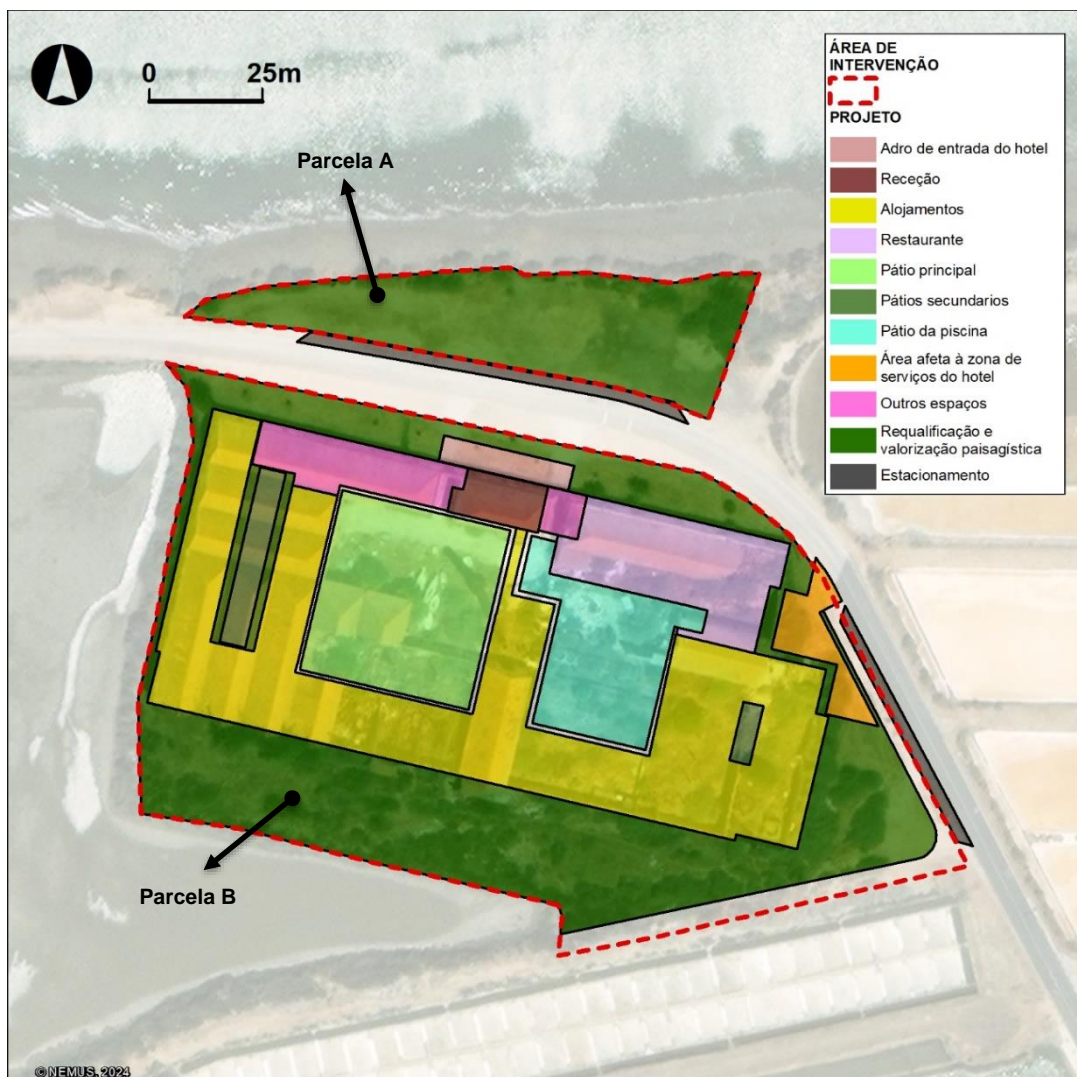 0 25m
ÁREA DE
INTERVENÇÃO
PROJETO
Adro de entrada do hotel
Receção
Alojamentos
Restaurante
Pátio principal
Pátios secundarios
Pátio da piscina
Área afeta à zona de
serviços do hotel
Outros espaços
Requalificação e
valorização paisagística
Estacionamento
Parcela A
Parcela B
© NEMUS, 2024